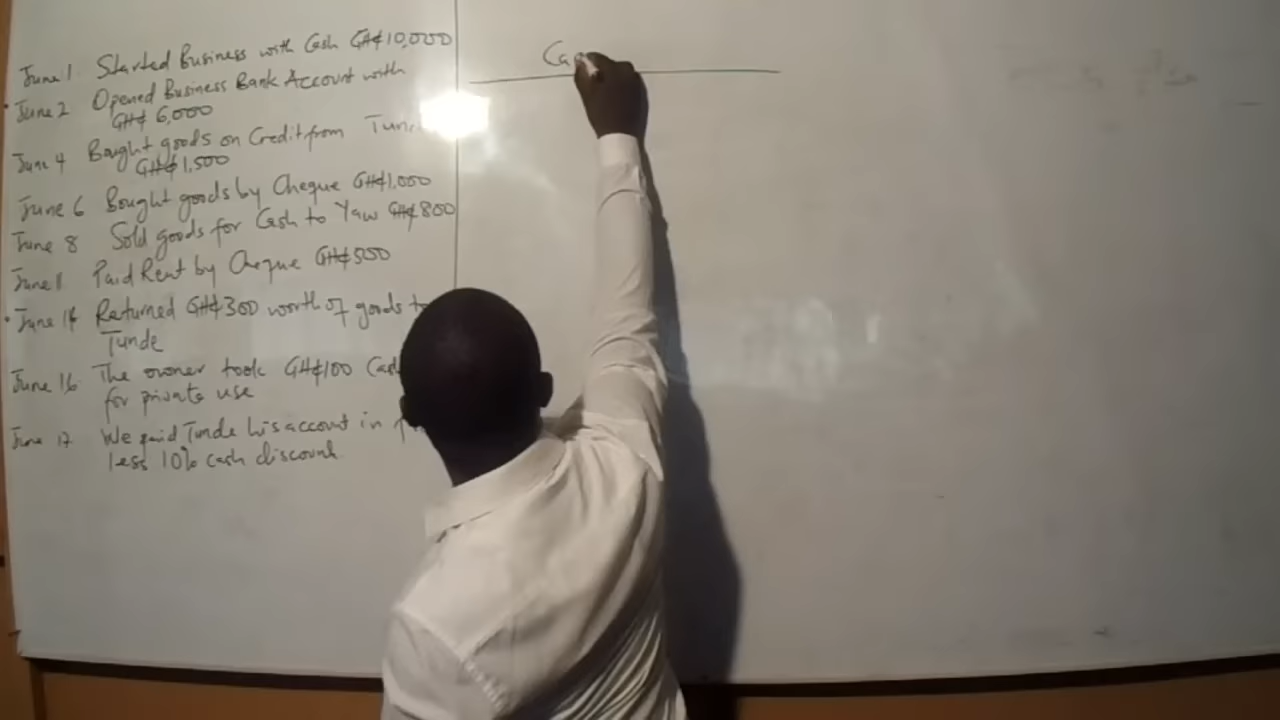 June 1 Started Business with Cash GH¢10,000
June 2 Opened Business Bank Account with
GH¢ 6,000
June 4 Bought goods on Credit from
GH¢1,500
June 6 Bought goods by Cheque GH¢1,000
June 8 Sold goods for Cash to Yaw GH¢800
June 11 Paid Rent by Cheque GH¢500
June 14 Returned GH¢300 worth of goods
Tunde
June 16 The owner took GH¢100
for private use
June 17 We paid Tunde his account in
less 10% cash discount.